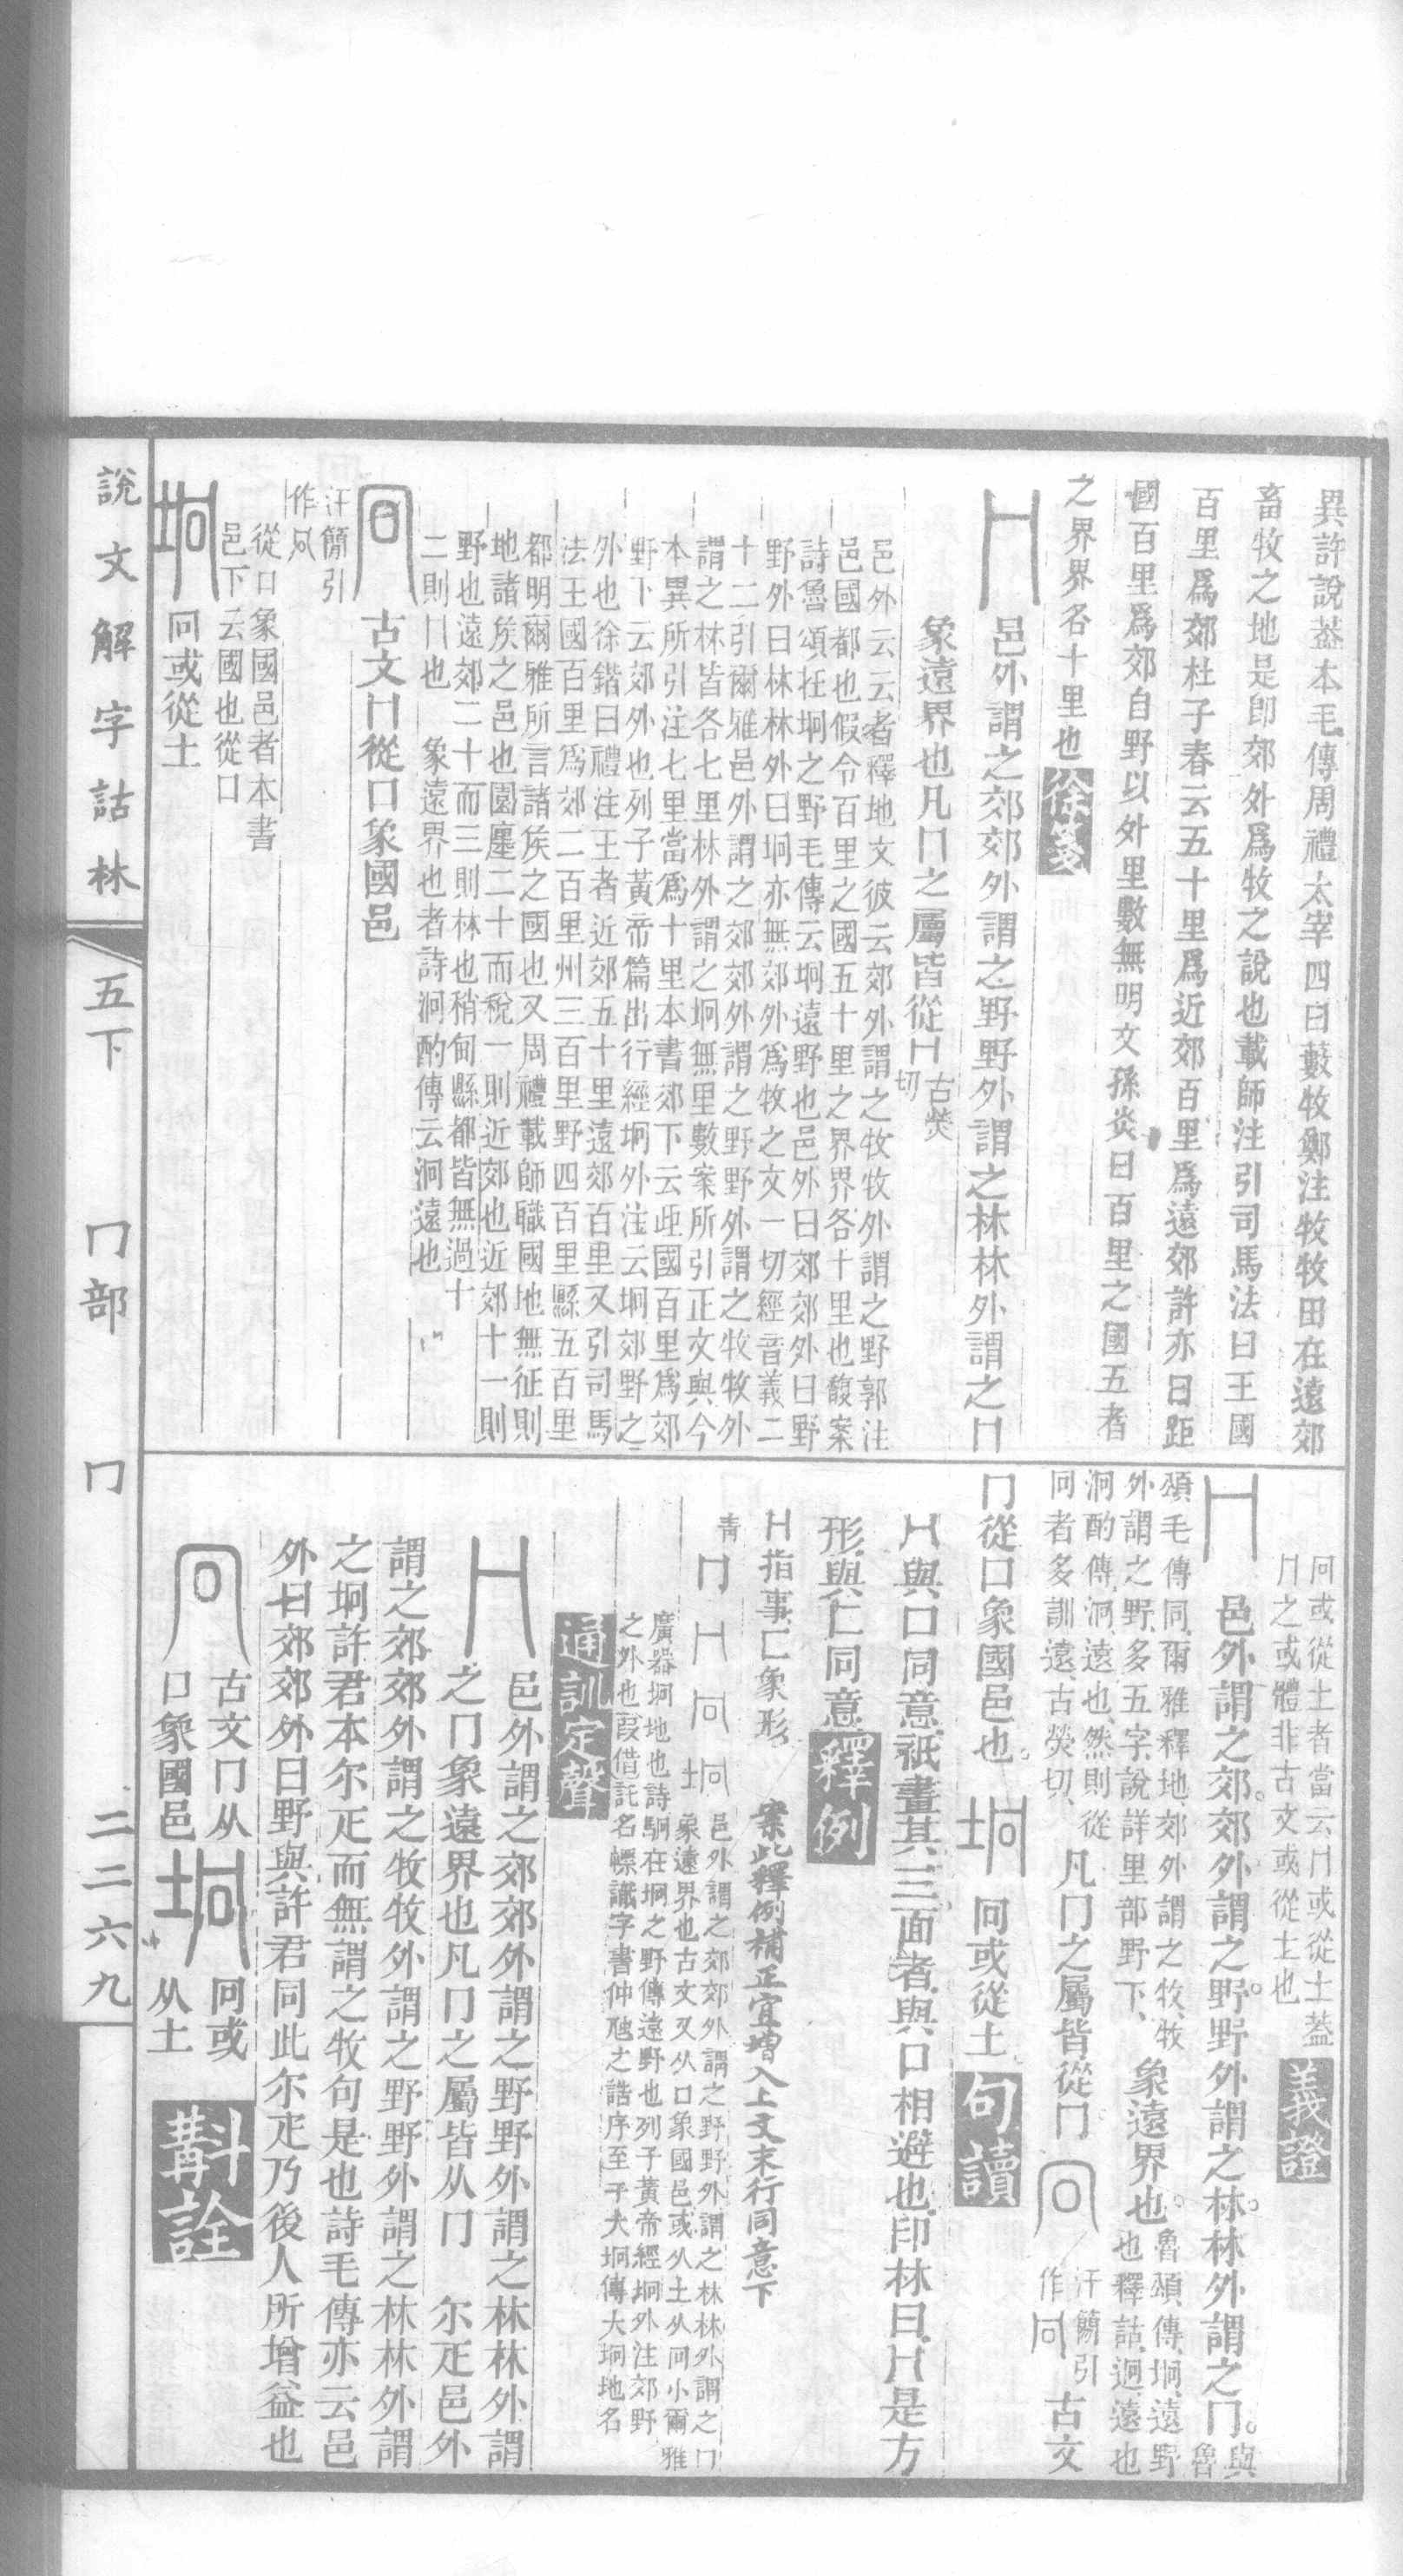 異許說葢本毛傳周禮太宰四曰藪牧鄭注牧牧田在遠郊
畜牧之地是卽郊外爲牧之說也載師注引司馬法曰王國
百里爲郊杜子春云五十里爲近郊百里爲遠郊許亦曰距
國百里爲郊自野以外里數無明文孫炎曰百里之國五者
之界界各十里也徐箋
冂 邑外謂之郊郊外謂之野野外謂之林林外謂之冂
象遠界也凡冂之屬皆從冂古熒切
邑外云云者釋地文彼云郊外謂之牧牧外謂之野郭注
邑國都也假令百里之國五十里之界界各十里也馥案
詩魯頌在坰之野毛傳云坰遠野也邑外曰郊郊外曰野
野外曰林林外曰坰亦無郊外爲牧之文一切經音義二
十二引爾雅邑外謂之郊郊外謂之野野外謂之牧牧外
謂之林皆各七里林外謂之坰無里數案所引正文與今
本異所引注七里當爲十里本書郊下云距國百里爲郊
野下云郊外也列子黃帝篇出行經坰外注云坰郊野之
外也徐鍇曰禮注王者近郊五十里遠郊百里又引司馬
法王國百里爲郊二百里州三百里野四百里縣五百里
都明爾雅所言諸侯之國也又周禮載師職國地無征則
地諸侯之邑也園廛二十而稅一則近郊也近郊十一則
野也遠郊二十而三則林也稍甸縣都皆無過十
二則冂也 象遠界也者詩泂酌傳云泂遠也
冋 古文冂從口象國邑
汗簡引
作冋
從口象國邑者本書
邑下云國也從口
坰 冋或從土
冋或從土者當云冂或從土葢
冂之或體非古文或從土也義證
冂 邑外謂之郊。郊外謂之野。野外謂之林。林外謂之冂。與魯
頌毛傳同、爾雅釋地、郊外謂之牧、牧
外謂之野、多五字、說詳里部野下、象遠界也。魯頌傳、坰、遠野
也、釋詁、迥、遠也
泂酌傳、泂、遠也、然則從
冋者多訓遠、古熒切、凡冂之屬皆從冂 冋 汗簡引
作冋 古文
冂從口象國邑也。坰 冋或從土句讀
冂與口同意祇畫其三面者與口相避也印林曰冂是方
形與匚同意釋例
冂指事匚象形 案此釋例補正宜增入上文末行同意下
青冂 冂 冋 坰 邑外謂之郊郊外謂之野野外謂之林林外謂之冂
象遠界也古文又从口象國邑或从土从冋小爾雅
廣器坰地也詩駉在坰之野傳遠野也列子黃帝經坰外注郊野
之外也叚借託名幖識字書仲虺之誥序至于大坰傳大坰地名
通訓定聲
冂 邑外謂之郊郊外謂之野野外謂之林林外謂
之冂象遠界也凡冂之屬皆从冂 尔疋邑外
謂之郊郊外謂之牧牧外謂之野野外謂之林林外謂
之坰許君本尔疋而無謂之牧句是也詩毛傳亦云邑
外曰郊郊外曰野與許君同此尔疋乃後人所增益也
冋 古文冂从
口象國邑 坰 冋或
从土 斠詮
說文解字詁林 五下 冂部 冂 二二六九